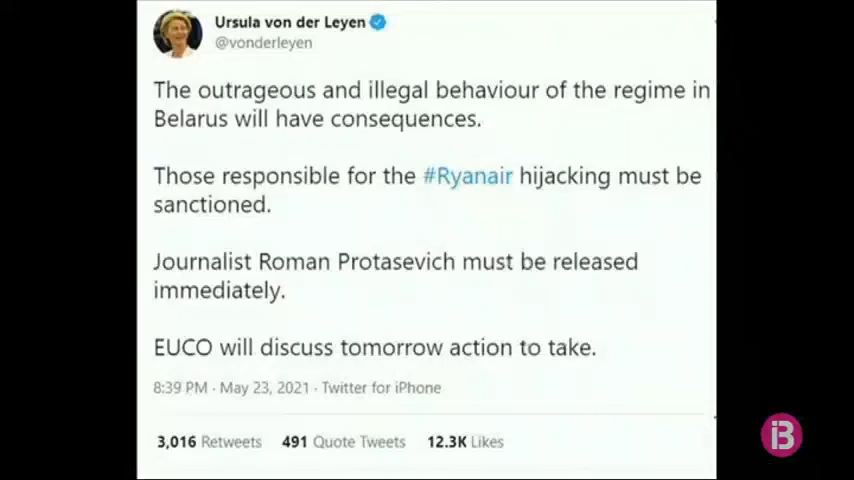 Ursula von der Leyen
@vonderleyen
The outrageous and illegal behaviour of the regime in
Belarus will have consequences.
Those responsible for the #Ryanair hijacking must be
sanctioned.
Journalist Roman Protasevich must be released
immediately.
EUCO will discuss tomorrow action to take.
8:39 PM · May 23, 2021 · Twitter for iPhone
3,016 Retweets 491 Quote Tweets 12.3K Likes
iB